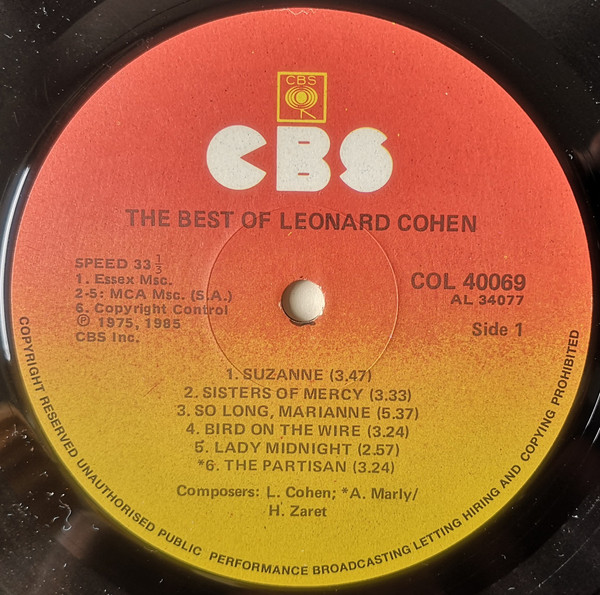 CBS
CBS
THE BEST OF LEONARD COHEN
SPEED 33 1/3
1. Essex Msc.
2-5: MCA Msc. (S.A.)
6. Copyright Control
℗ 1975, 1985
CBS Inc.
COL 40069
AL 34077
Side 1
1. SUZANNE (3.47)
2. SISTERS OF MERCY (3.33)
3. SO LONG, MARIANNE (5.37)
4. BIRD ON THE WIRE (3.24)
5. LADY MIDNIGHT (2.57)
*6. THE PARTISAN (3.24)
Composers: L. Cohen; *A. Marly/
H. Zaret
COPYRIGHT RESERVED UNAUTHORISED PUBLIC PERFORMANCE BROADCASTING LETTING HIRING AND COPYING PROHIBITED